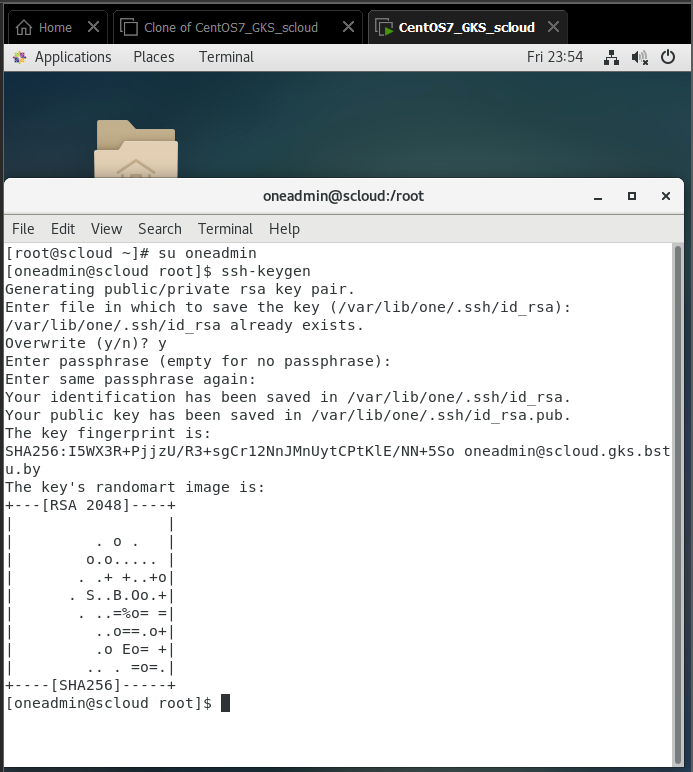 Home
Clone of CentOS7_GKS_scloud
CentOS7_GKS_scloud
Applications Places Terminal Fri 23:54
oneadmin@scloud:/root
File Edit View Search Terminal Help
[root@scloud ~]# su oneadmin
[oneadmin@scloud root]$ ssh-keygen
Generating public/private rsa key pair.
Enter file in which to save the key (/var/lib/one/.ssh/id_rsa):
/var/lib/one/.ssh/id_rsa already exists.
Overwrite (y/n)? y
Enter passphrase (empty for no passphrase):
Enter same passphrase again:
Your identification has been saved in /var/lib/one/.ssh/id_rsa.
Your public key has been saved in /var/lib/one/.ssh/id_rsa.pub.
The key fingerprint is:
SHA256:I5WX3R+PjjzU/R3+sgCr12NnJMnUytCPtKlE/NN+5So oneadmin@scloud.gks.bst
u.by
The key's randomart image is:
+---[RSA 2048]----+
|                 |
|         . o .   |
|        o.o..... |
|       . .+ +..+o|
|      . S..B.Oo.+|
|       . ..=%o= =|
|         ..o==.o+|
|         .o Eo= +|
|        .. . =o=.|
+----[SHA256]-----+
[oneadmin@scloud root]$